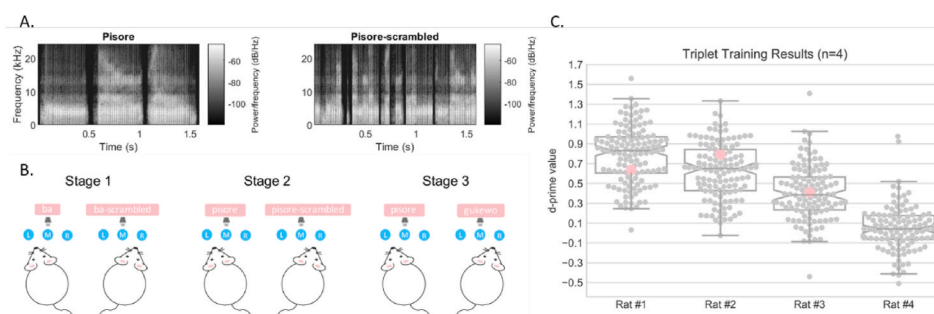 A.
Pisore
Frequency (kHz)
20
10
0
0.5 1 1.5
Time (s)
-60
-80
-100
Power/frequency (dB/Hz)
Pisore-scrambled
20
10
0
0.5 1 1.5
Time (s)
-60
-80
-100
Power/frequency (dB/Hz)
B.
Stage 1
ba
ba-scrambled
L M R
L M R
Stage 2
pisore
pisore-scrambled
L M R
L M R
Stage 3
pisore
gukewo
L M R
L M R
C.
Triplet Training Results (n=4)
d-prime value
1.7
1.5
1.3
1.1
0.9
0.7
0.5
0.3
0.1
-0.1
-0.3
-0.5
Rat #1 Rat #2 Rat #3 Rat #4